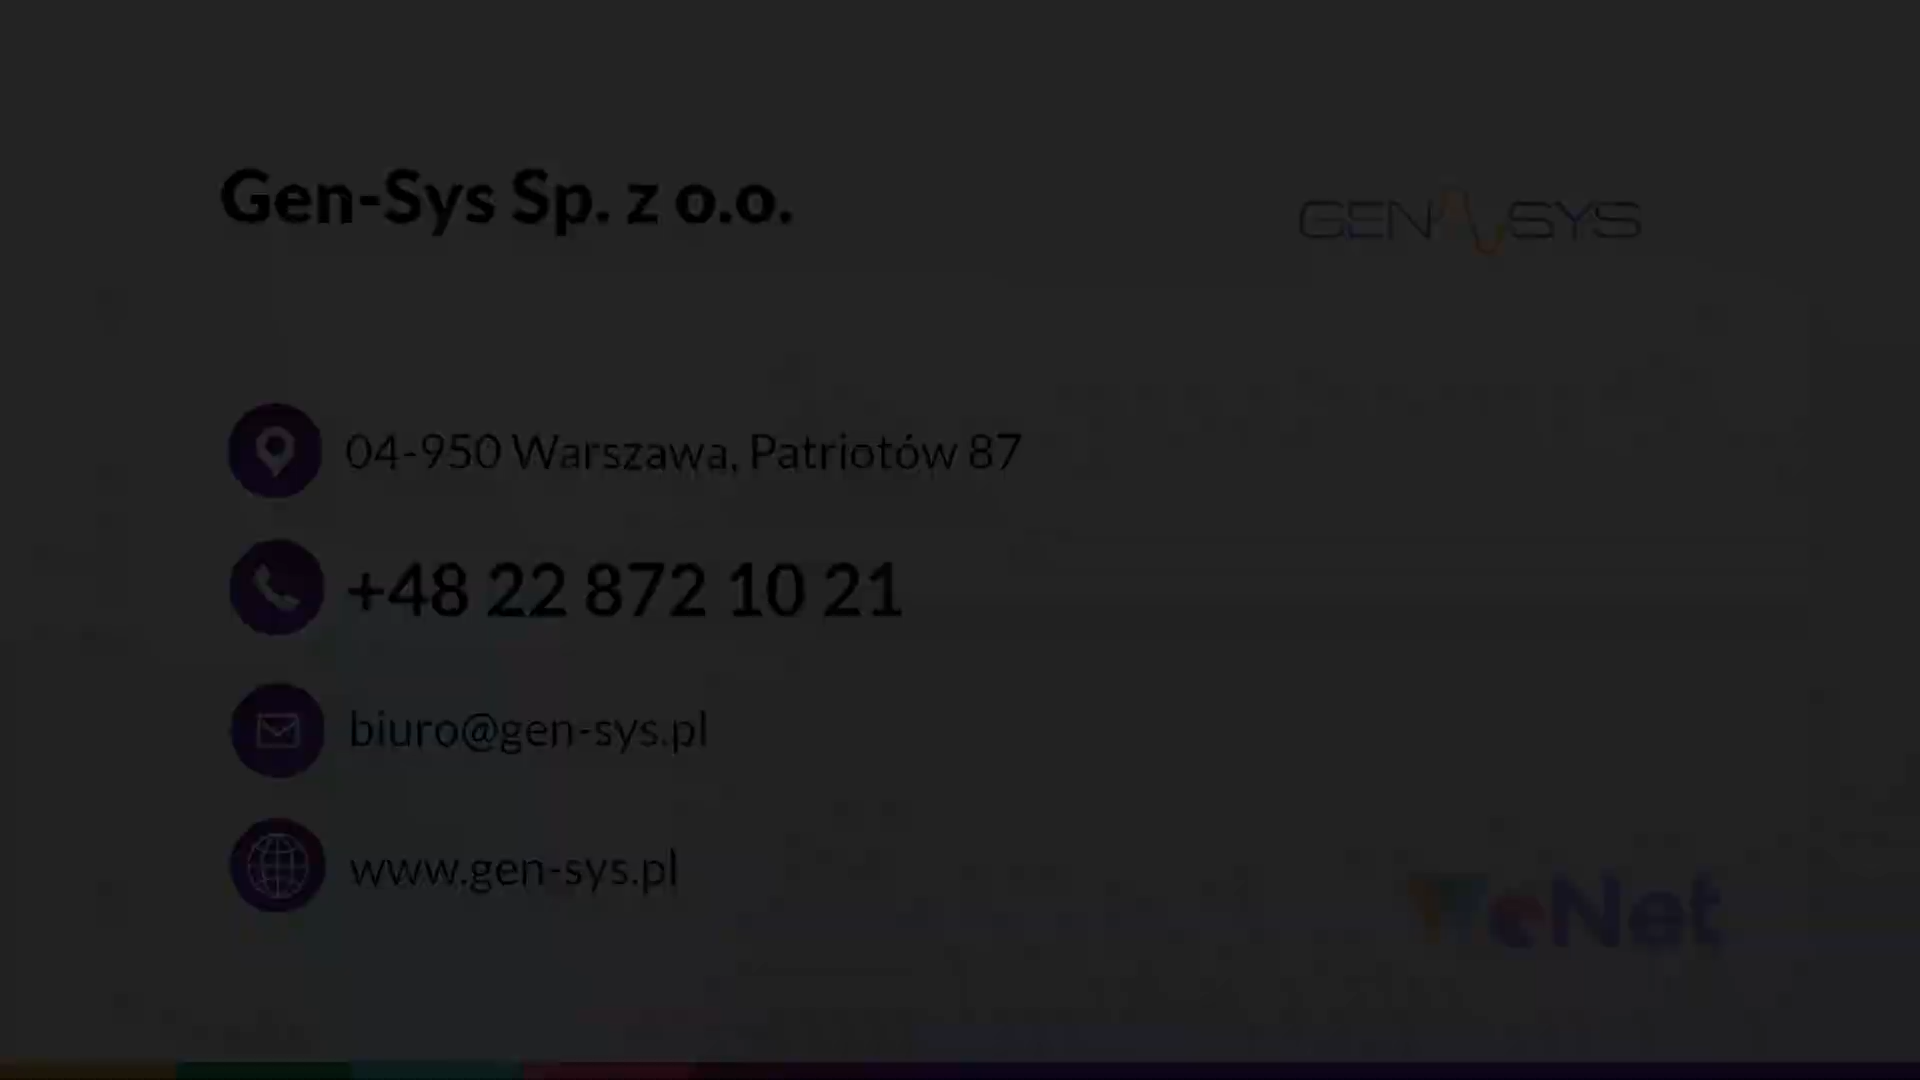 Gen-Sys Sp. z o.o.
GEN SYS
04-950 Warszawa, Patriotów 87
+48 22 872 10 21
biuro@gen-sys.pl
www.gen-sys.pl
WeNet